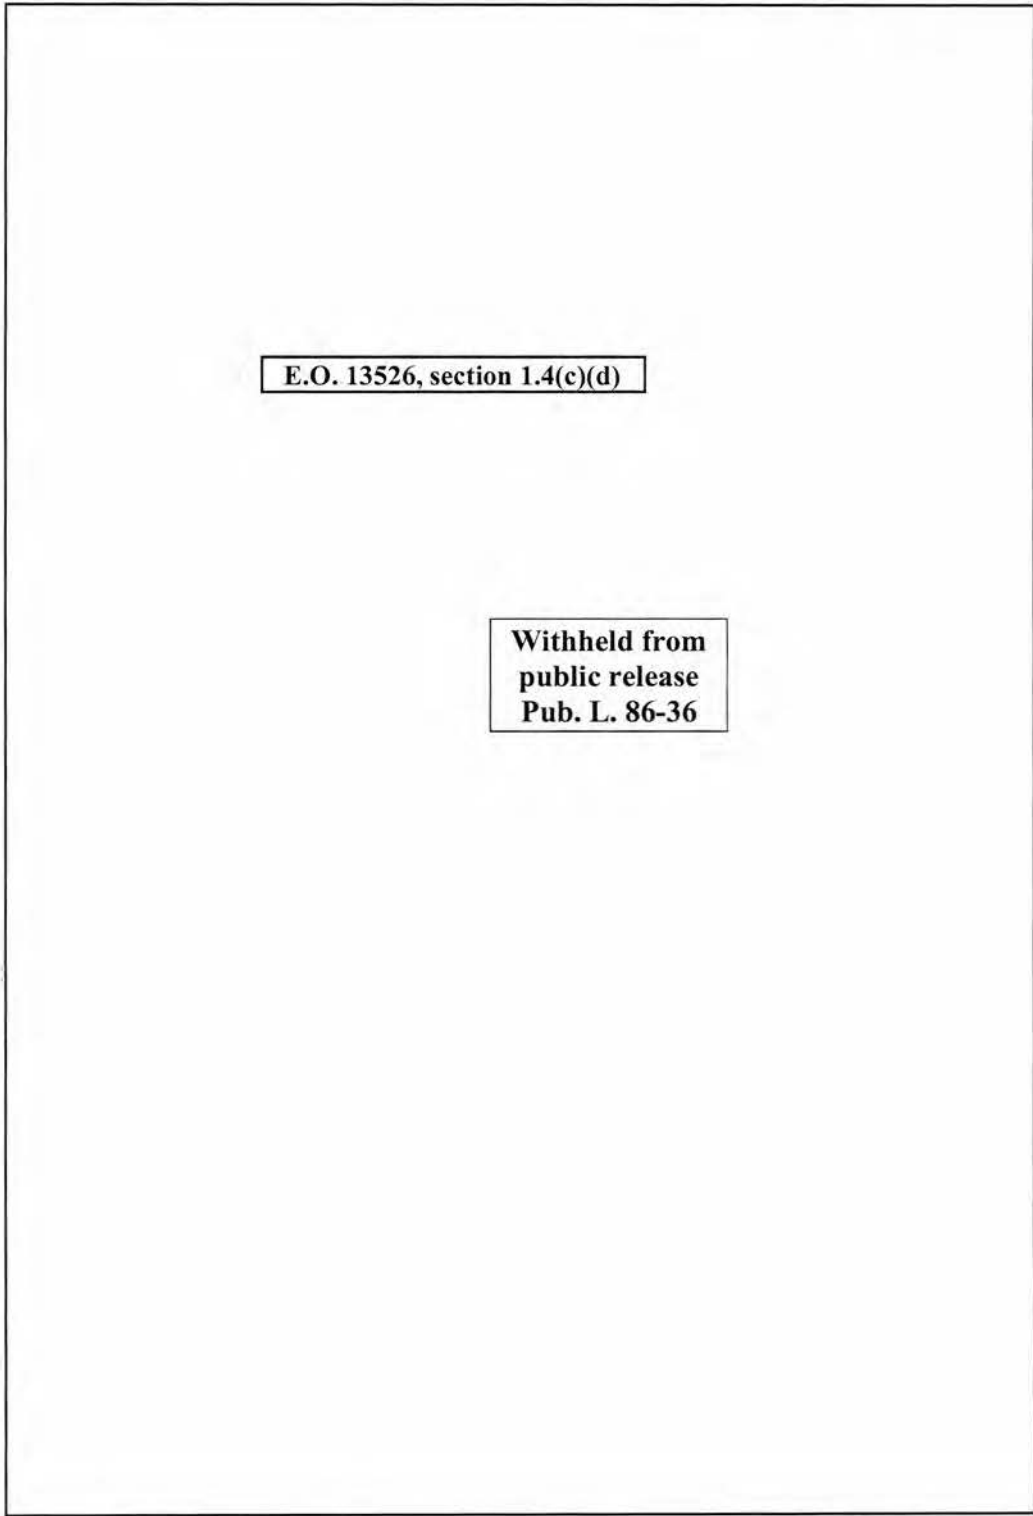 E.O. 13526, section 1.4(c)(d)
Withheld from
public release
Pub. L. 86-36